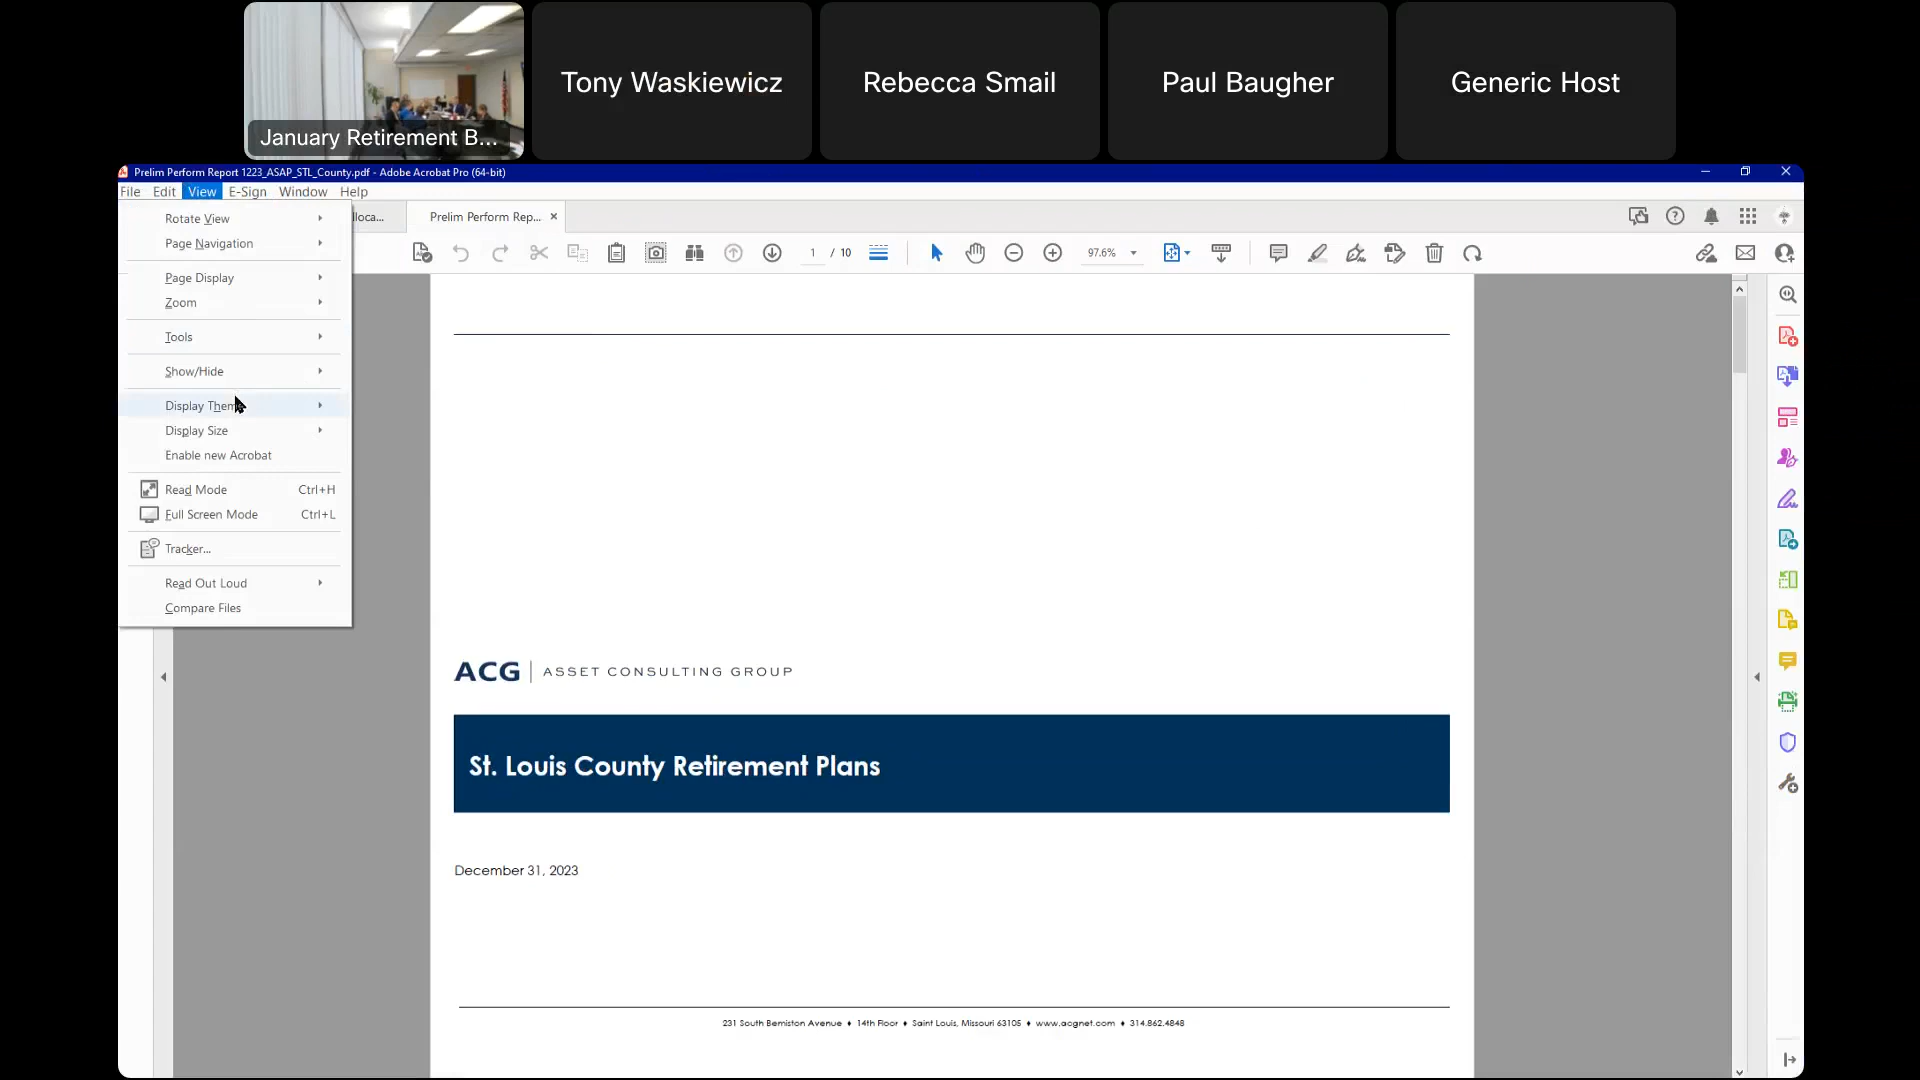 January Retirement B...
Tony Waskiewicz
Rebecca Smail
Paul Baugher
Generic Host
Prelim Perform Report 1223_ASAP_STL_County.pdf - Adobe Acrobat Pro (64-bit)
File Edit View E-Sign Window Help
lloca...
Prelim Perform Rep... ×
1 / 10
97.6%
Rotate View
Page Navigation
Page Display
Zoom
Tools
Show/Hide
Display Them
Display Size
Enable new Acrobat
Read Mode Ctrl+H
Full Screen Mode Ctrl+L
Tracker...
Read Out Loud
Compare Files
ACG | ASSET CONSULTING GROUP
St. Louis County Retirement Plans
December 31, 2023
231 South Bemiston Avenue ♦ 14th Floor ♦ Saint Louis, Missouri 63105 ♦ www.acgnet.com ♦ 314.862.4848